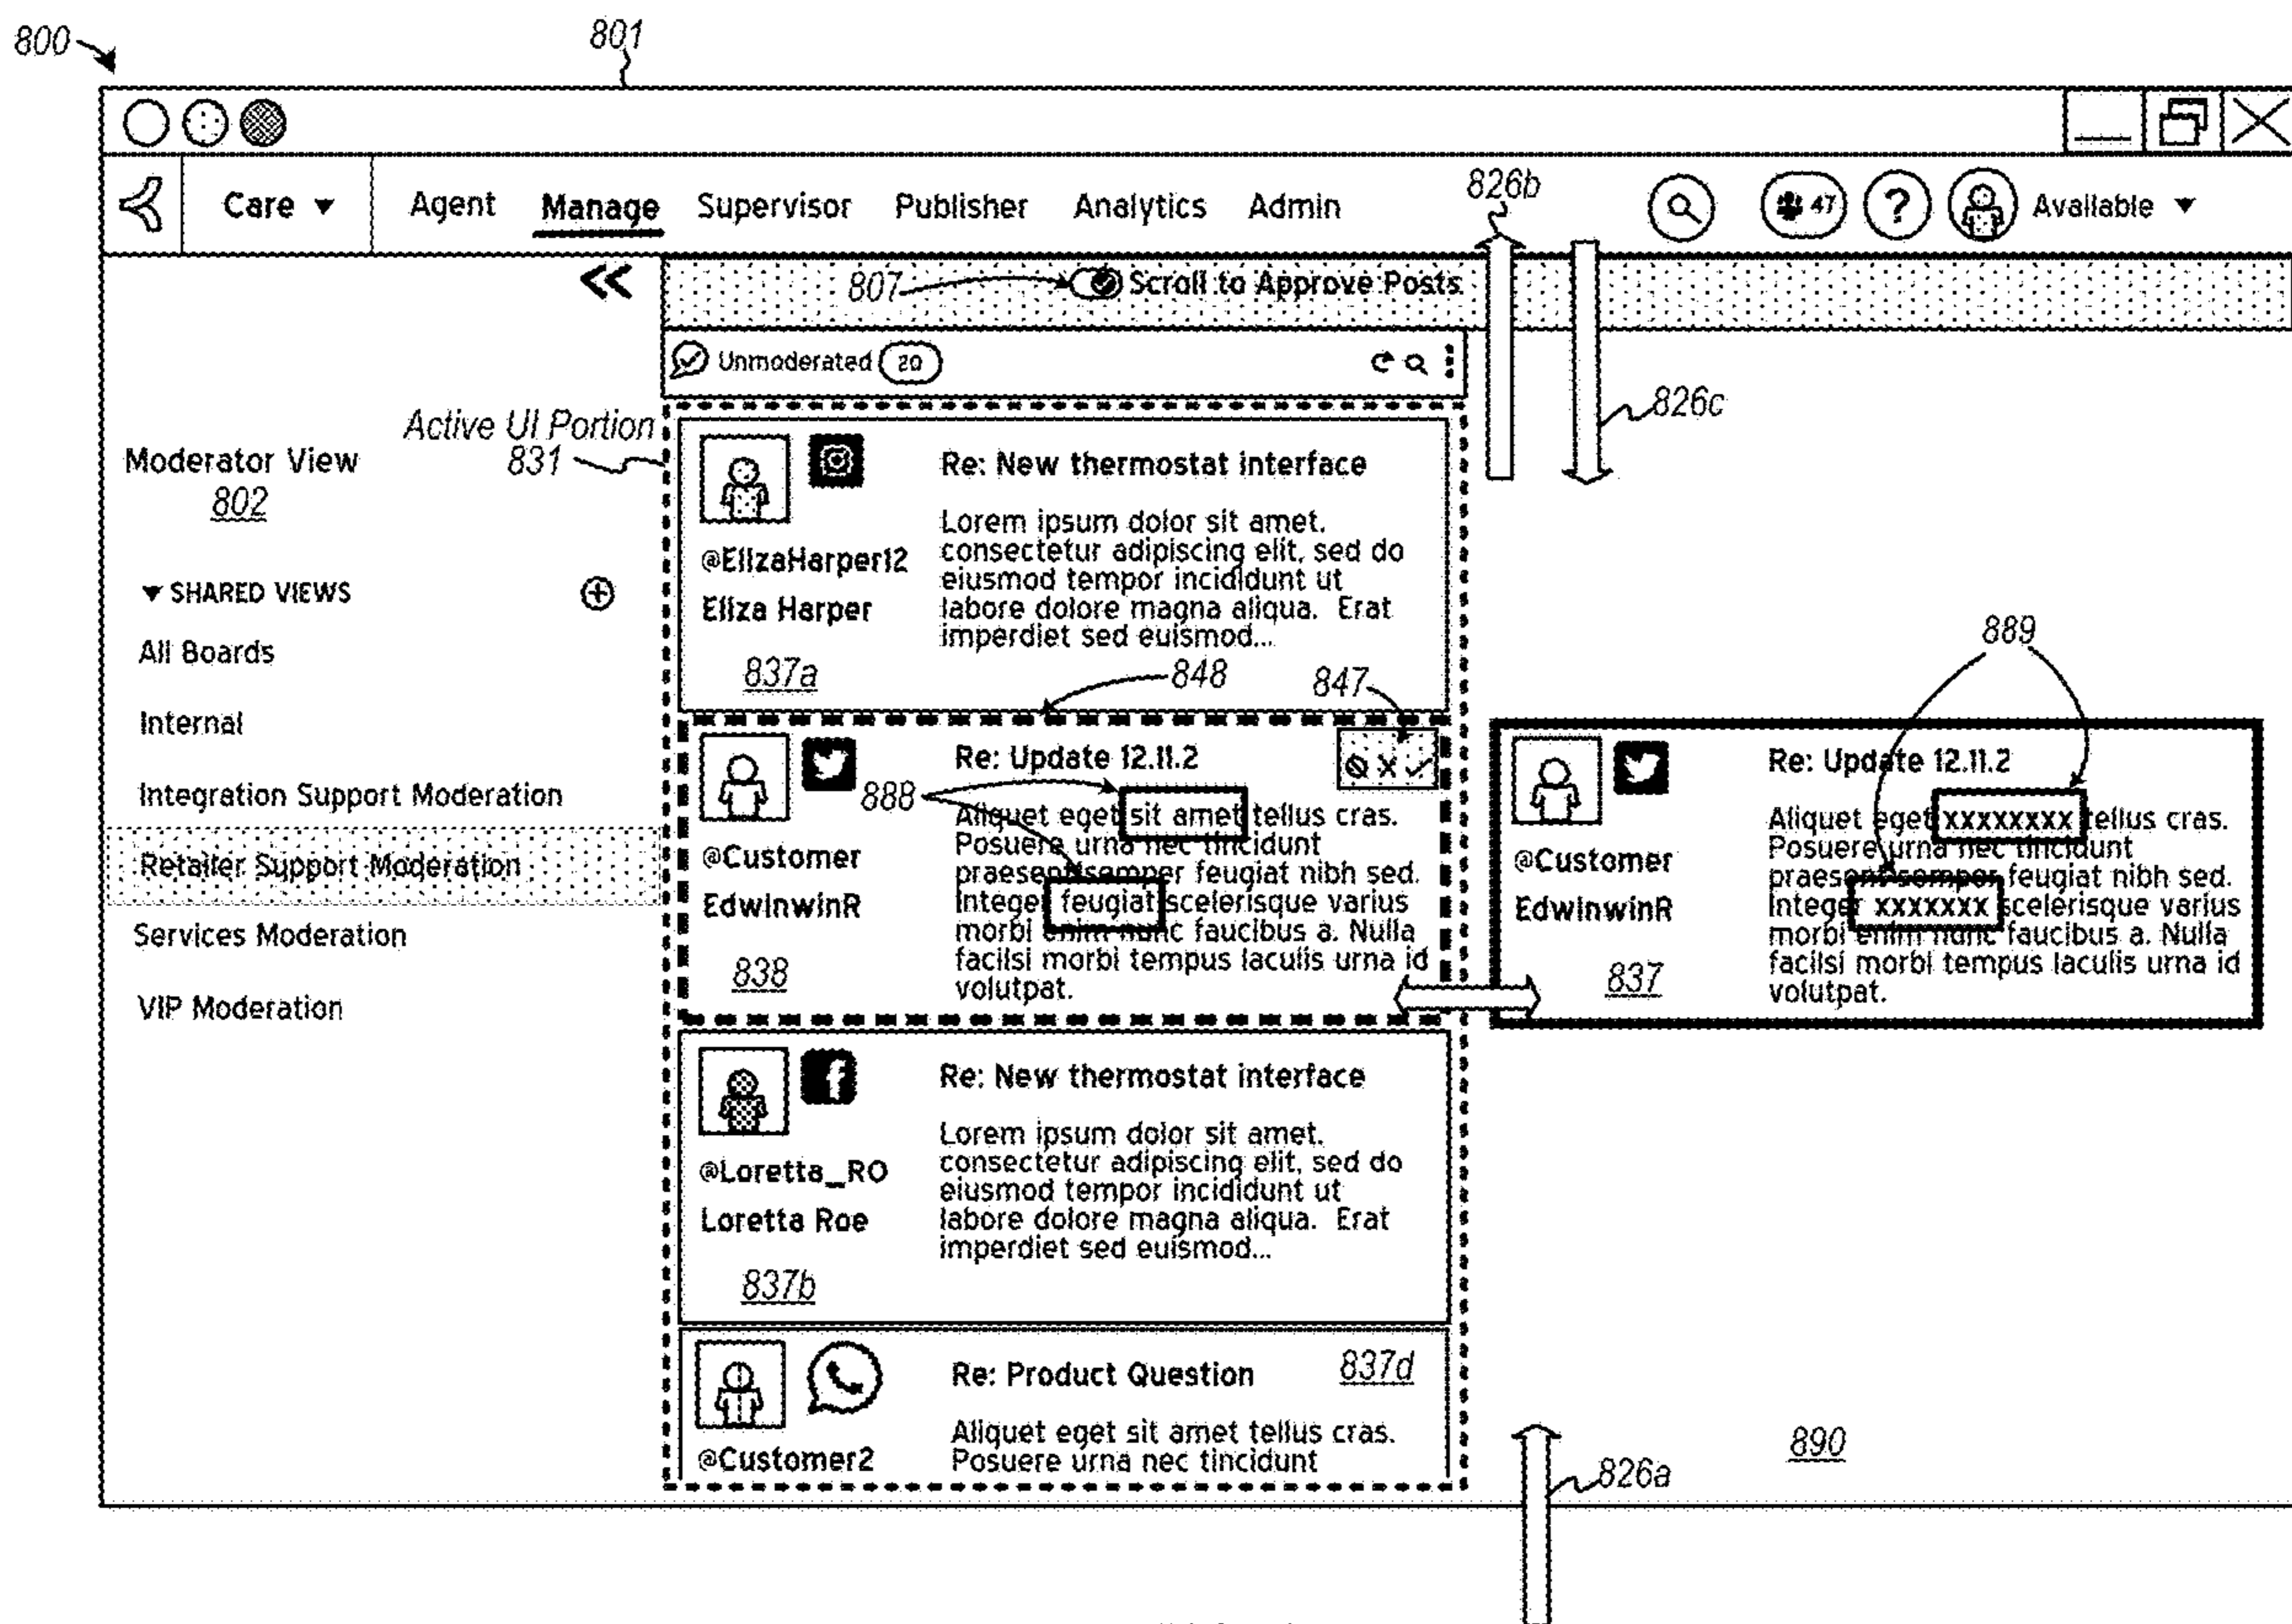 800
801
Care
Agent
Manage
Supervisor
Publisher
Analytics
Admin
826b
47
?
Available
807
Scroll to Approve Posts
Unmoderated 20
826c
Active UI Portion
831
Moderator View
802
SHARED VIEWS
All Boards
Internal
Integration Support Moderation
Retailer Support Moderation
Services Moderation
VIP Moderation
@ElizaHarper12
Eliza Harper
837a
Re: New thermostat interface
Lorem ipsum dolor sit amet,
consectetur adipiscing elit, sed do
eiusmod tempor incididunt ut
labore dolore magna aliqua. Erat
imperdiet sed euismod...
848
847
888
@Customer
EdwinwinR
838
Re: Update 12.11.2
Aliquet eget sit amet tellus cras.
Posuere urna nec tincidunt
praesent semper feugiat nibh sed.
Integer feugiat scelerisque varius
morbi enim nunc faucibus a. Nulla
facilsi morbi tempus iaculis urna id
volutpat.
889
@Customer
EdwinwinR
837
Re: Update 12.11.2
Aliquet eget xxxxxxxx tellus cras.
Posuere urna nec tincidunt
praesent semper feugiat nibh sed.
Integer xxxxxxx scelerisque varius
morbi enim nunc faucibus a. Nulla
facilsi morbi tempus iaculis urna id
volutpat.
f
@Loretta_RO
Loretta Roe
837b
Re: New thermostat interface
Lorem ipsum dolor sit amet,
consectetur adipiscing elit, sed do
eiusmod tempor incididunt ut
labore dolore magna aliqua. Erat
imperdiet sed euismod...
@Customer2
Re: Product Question
837d
Aliquet eget sit amet tellus cras.
Posuere urna nec tincidunt
890
826a